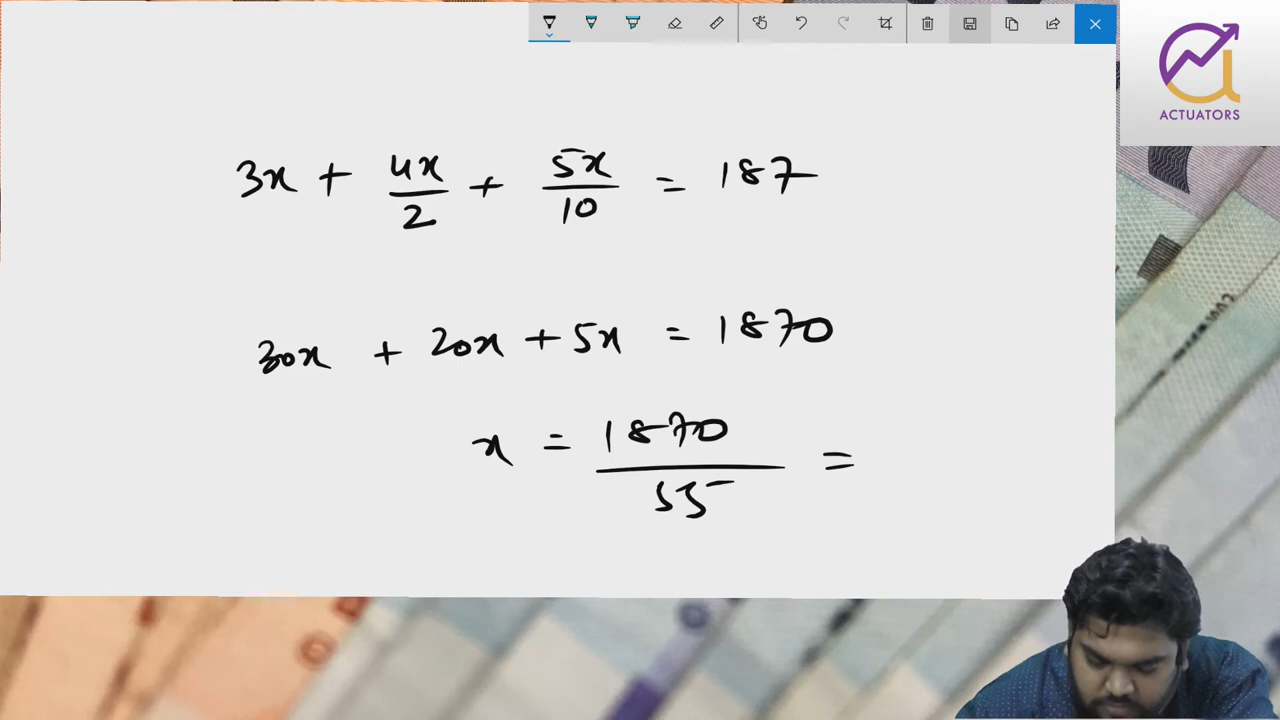 ACTUATORS
3x + 4x/2 + 5x/10 = 187
30x + 20x + 5x = 1870
x = 1870/55 =